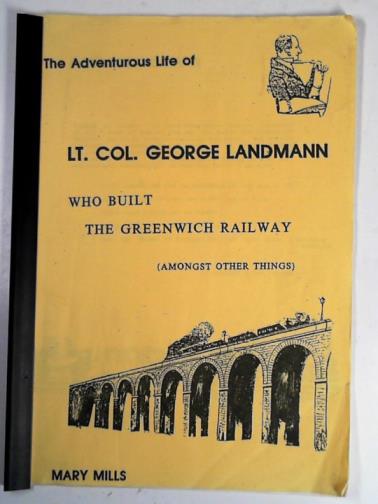 The Adventurous Life of
LT. COL. GEORGE LANDMANN
WHO BUILT
THE GREENWICH RAILWAY
(AMONGST OTHER THINGS)
MARY MILLS